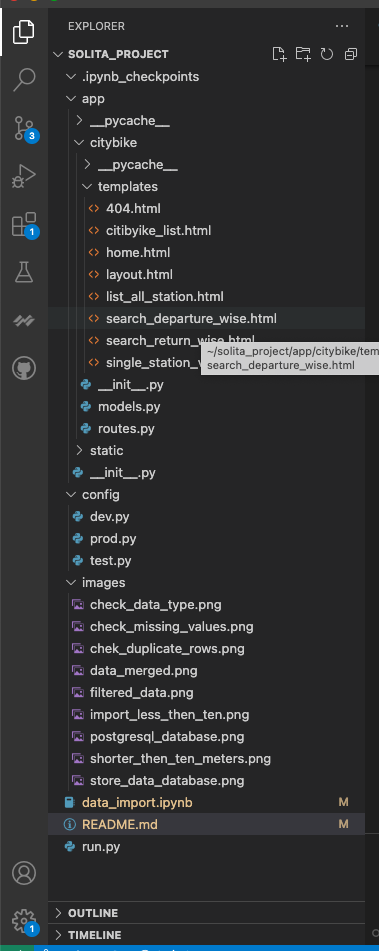 EXPLORER
SOLITA_PROJECT
.ipynb_checkpoints
app
__pycache__
citybike
__pycache__
templates
404.html
citibyike_list.html
home.html
layout.html
list_all_station.html
search_departure_wise.html
search_return_wise.html
~/solita_project/app/citybike/tem
search_departure_wise.html
single_station_
__init__.py
models.py
routes.py
static
__init__.py
config
dev.py
prod.py
test.py
images
check_data_type.png
check_missing_values.png
chek_duplicate_rows.png
data_merged.png
filtered_data.png
import_less_then_ten.png
postgresql_database.png
shorter_then_ten_meters.png
store_data_database.png
data_import.ipynb M
README.md M
run.py
OUTLINE
TIMELINE
3
1
1